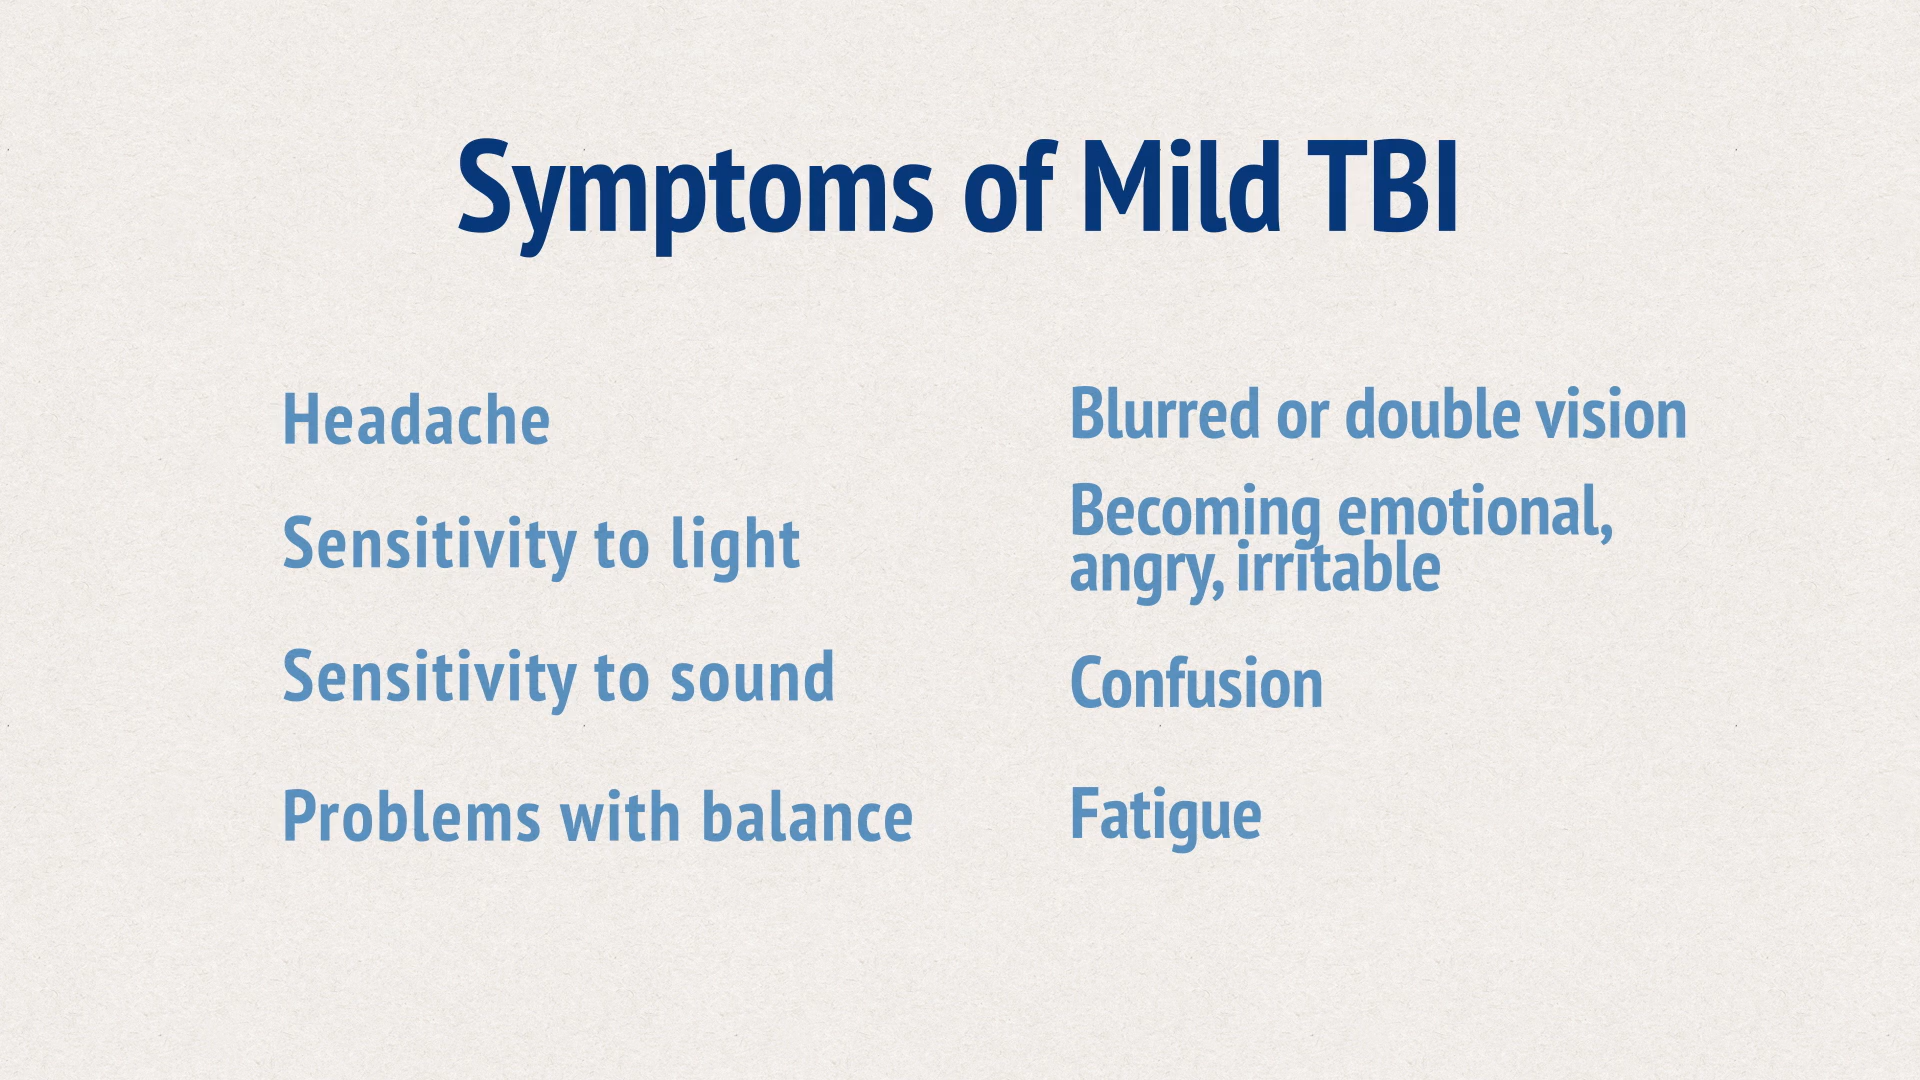 Symptoms of Mild TBI
Headache
Sensitivity to light
Sensitivity to sound
Problems with balance
Blurred or double vision
Becoming emotional,
angry, irritable
Confusion
Fatigue